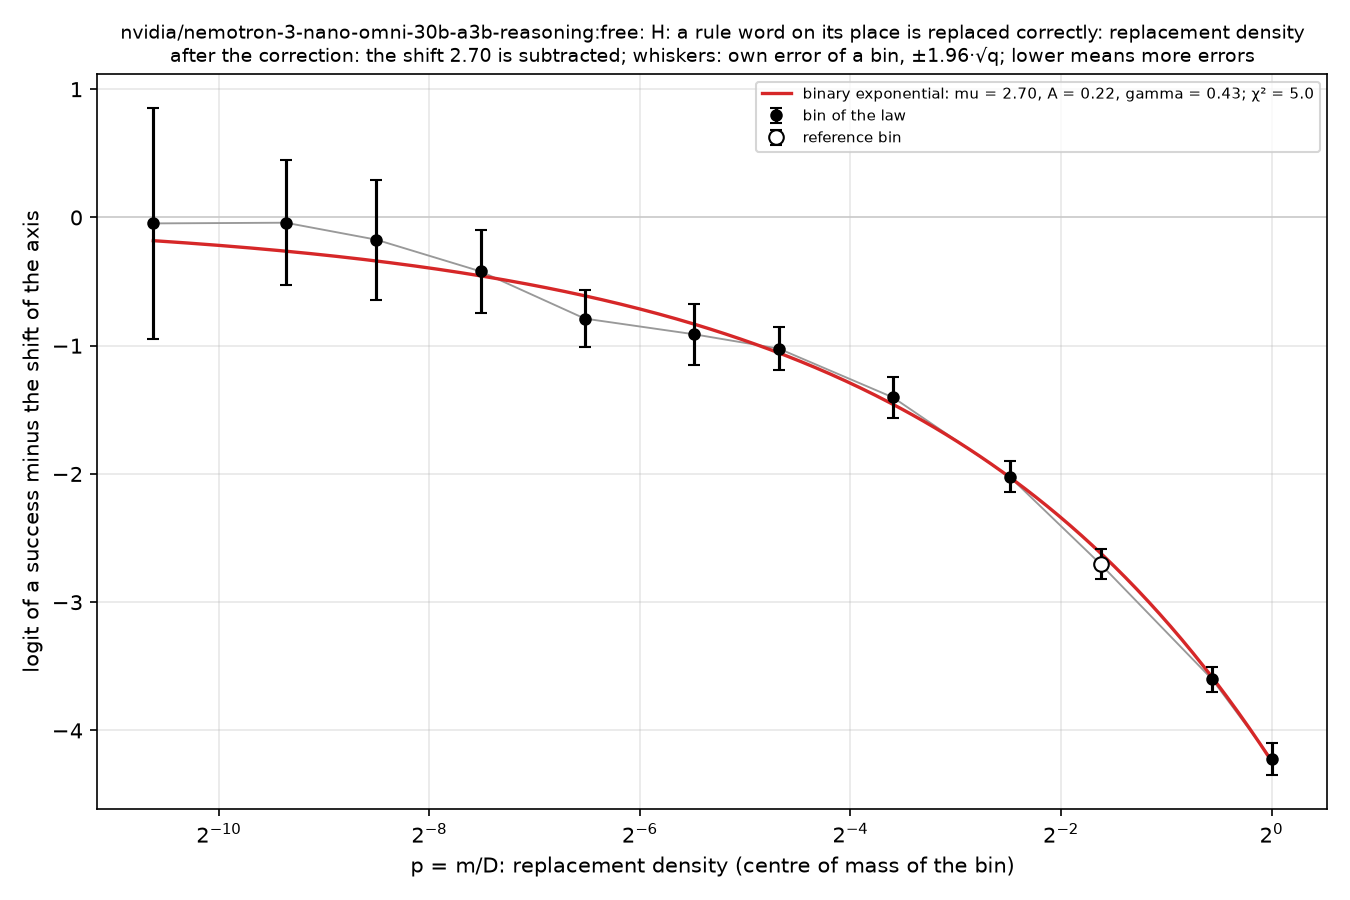 nvidia/nemotron-3-nano-omni-30b-a3b-reasoning:free: H: a rule word on its place is replaced correctly: replacement density
after the correction: the shift 2.70 is subtracted; whiskers: own error of a bin, ±1.96·√q; lower means more errors
binary exponential: mu = 2.70, A = 0.22, gamma = 0.43; χ² = 5.0
bin of the law
reference bin
logit of a success minus the shift of the axis
1
0
−1
−2
−3
−4
2⁻¹⁰ 2⁻⁸ 2⁻⁶ 2⁻⁴ 2⁻² 2⁰
p = m/D: replacement density (centre of mass of the bin)